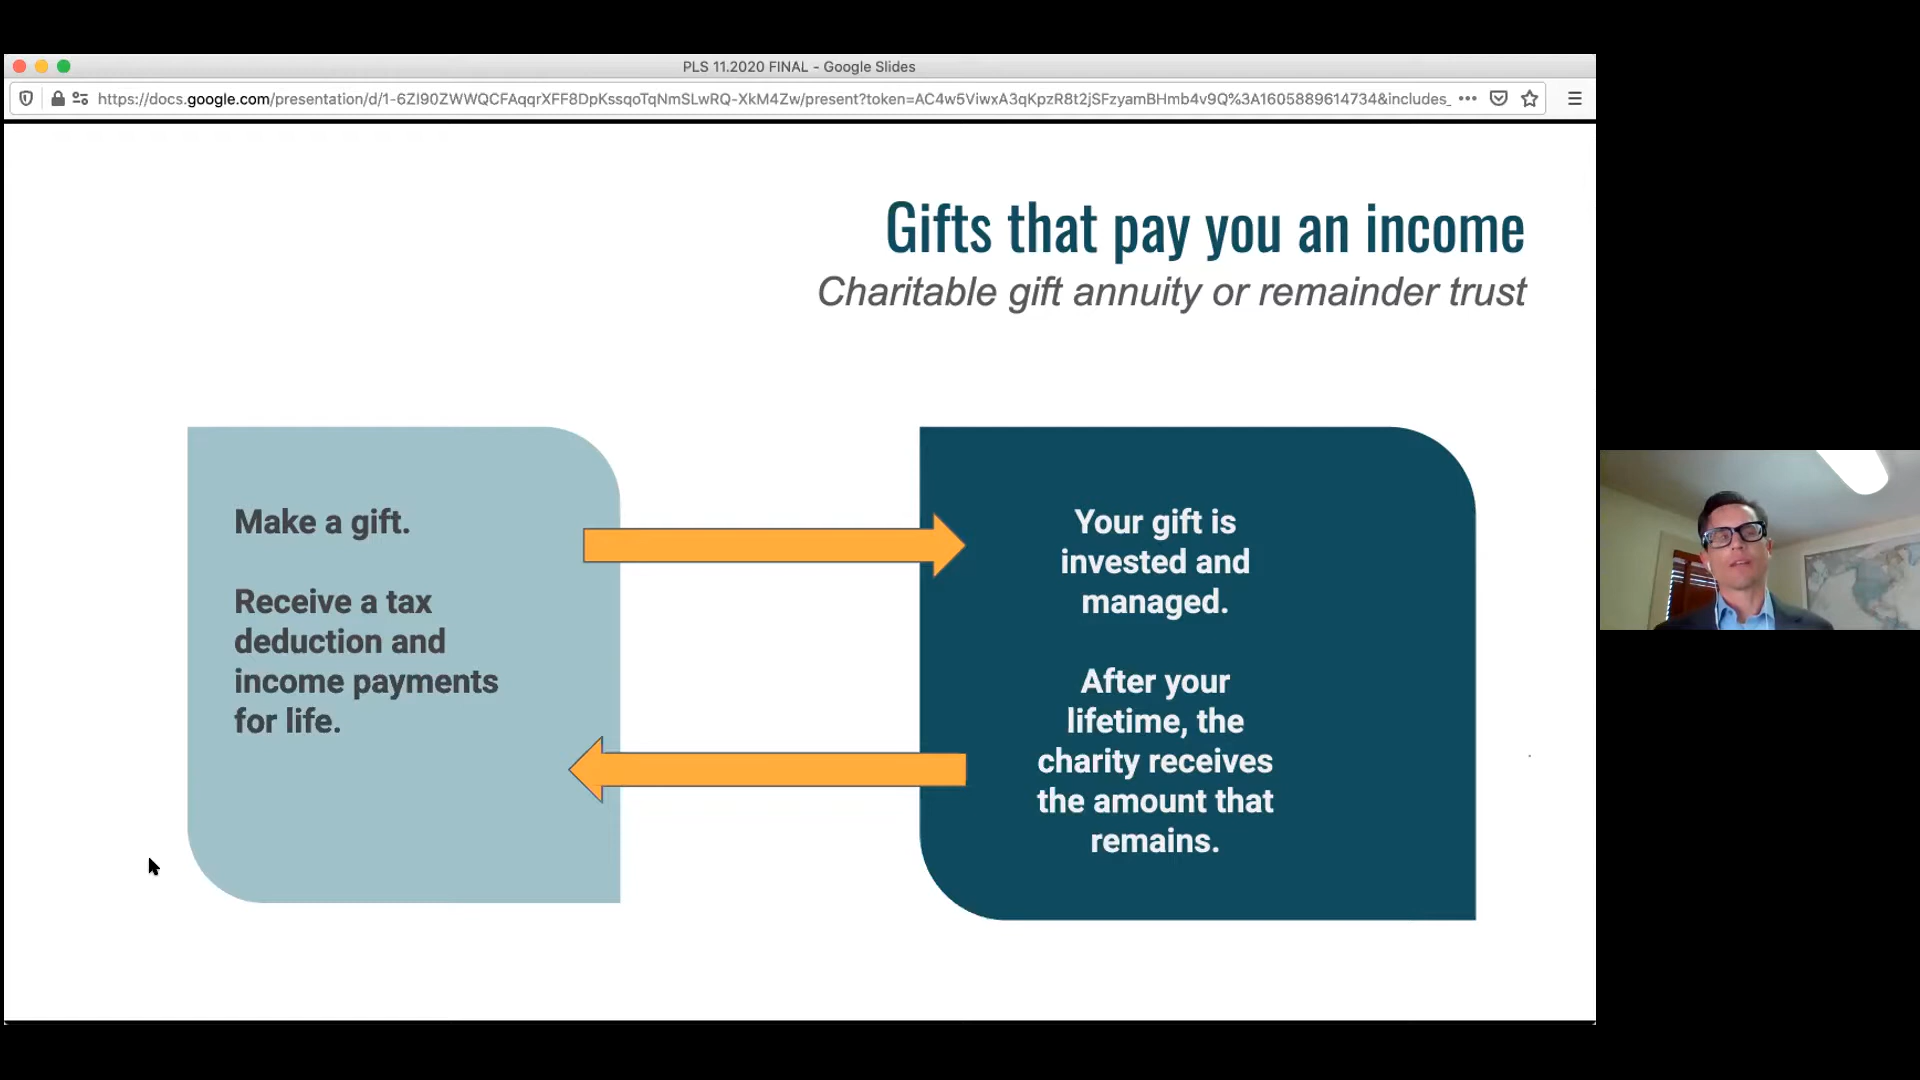 PLS 11.2020 FINAL - Google Slides
https://docs.google.com/presentation/d/1-6ZI90ZWWQCFAqqrXFF8DpKssqoTqNmSLwRQ-XkM4Zw/present?token=AC4w5ViwxA3qKpzR8t2jSFzyamBHmb4v9Q%3A1605889614734&includes_
Gifts that pay you an income
Charitable gift annuity or remainder trust
Make a gift.
Receive a tax
deduction and
income payments
for life.
Your gift is
invested and
managed.
After your
lifetime, the
charity receives
the amount that
remains.